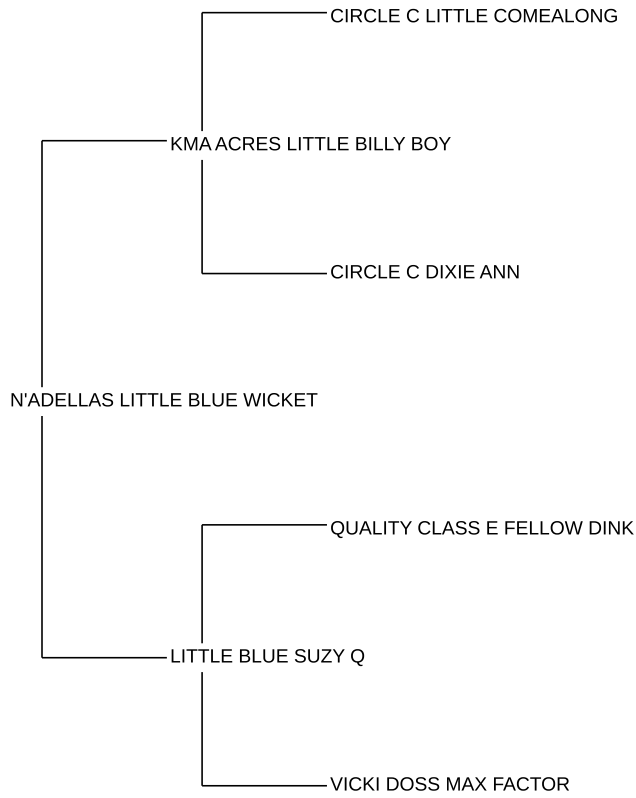 CIRCLE C LITTLE COMEALONG
KMA ACRES LITTLE BILLY BOY
CIRCLE C DIXIE ANN
N'ADELLAS LITTLE BLUE WICKET
QUALITY CLASS E FELLOW DINK
LITTLE BLUE SUZY Q
VICKI DOSS MAX FACTOR